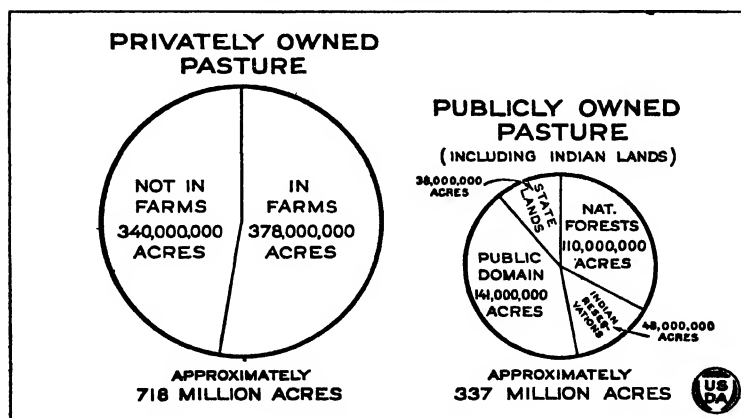 PRIVATELY OWNED
PASTURE
NOT IN
FARMS
340,000,000
ACRES
IN
FARMS
378,000,000
ACRES
APPROXIMATELY
718 MILLION ACRES
PUBLICLY OWNED
PASTURE
(INCLUDING INDIAN LANDS)
38,000,000
ACRES
STATE
LANDS
NAT.
FORESTS
110,000,000
ACRES
PUBLIC
DOMAIN
141,000,000
ACRES
INDIAN
RESER-
VATIONS
48,000,000
ACRES
APPROXIMATELY
337 MILLION ACRES
US
DA